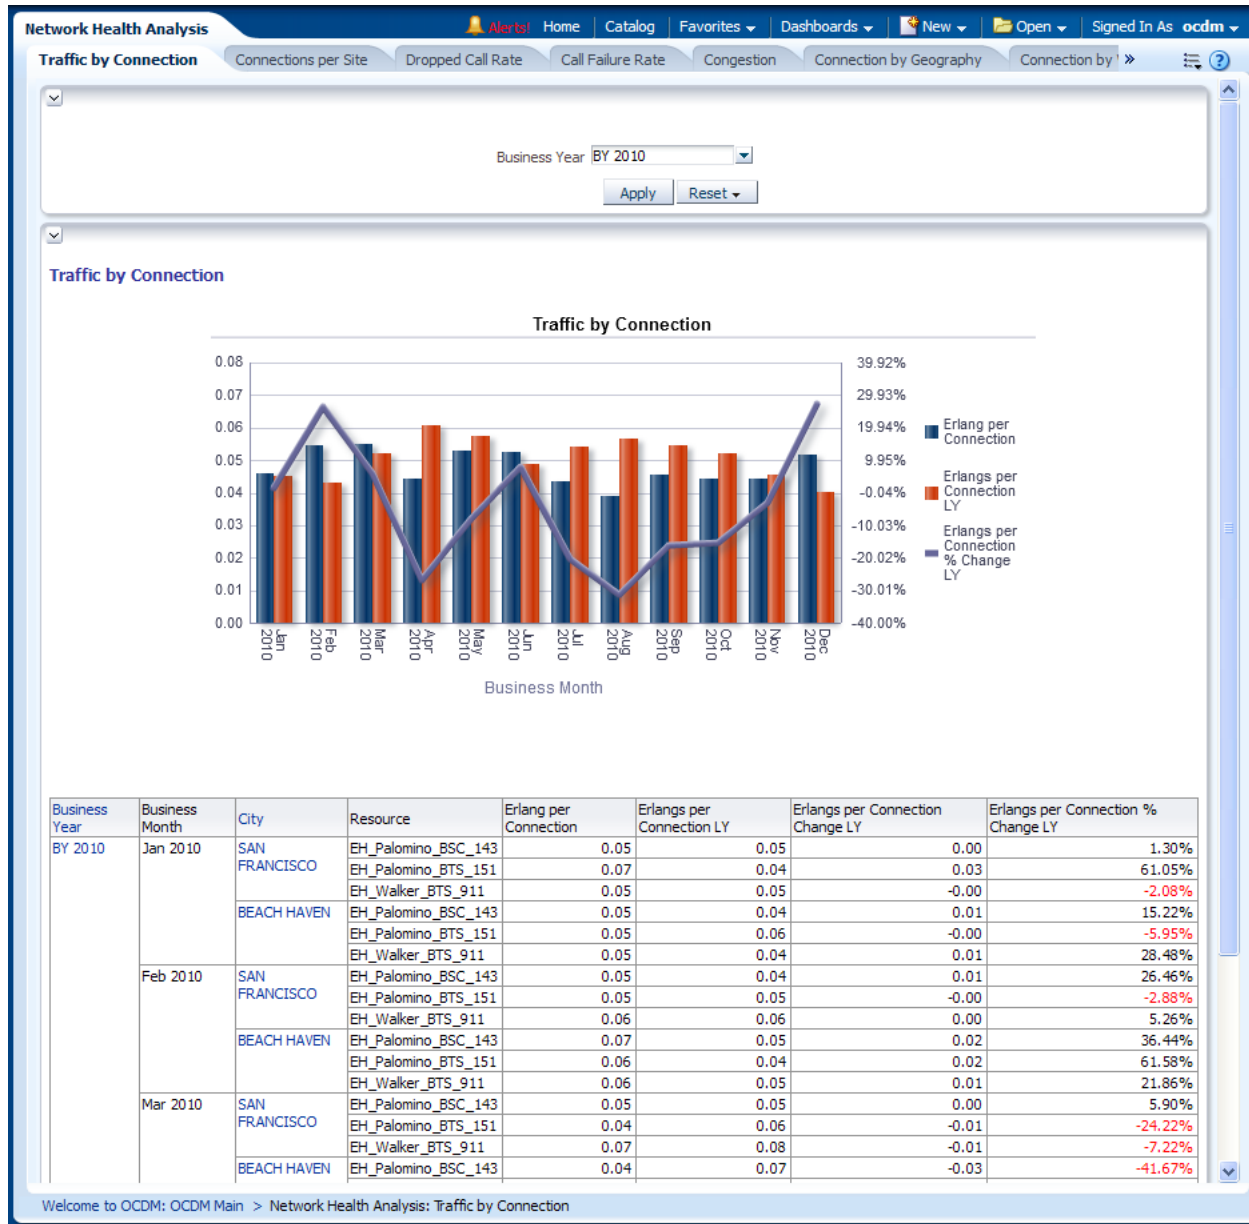 Network Health Analysis
Alerts! Home Catalog Favorites Dashboards New Open Signed In As ocdm
Traffic by Connection Connections per Site Dropped Call Rate Call Failure Rate Congestion Connection by Geography Connection by » ?
Business Year BY 2010
Apply Reset
Traffic by Connection
Traffic by Connection
0.08 39.92%
0.07 29.93%
0.06 19.94%
0.05 9.95%
0.04 -0.04%
0.03 -10.03%
0.02 -20.02%
0.01 -30.01%
0.00 -40.00%
Erlang per
Connection
Erlangs per
Connection
LY
Erlangs per
Connection
% Change
LY
Jan 2010
Feb 2010
Mar 2010
Apr 2010
May 2010
Jun 2010
Jul 2010
Aug 2010
Sep 2010
Oct 2010
Nov 2010
Dec 2010
Business Month
Business Year Business Month City Resource Erlang per Connection Erlangs per Connection LY Erlangs per Connection Change LY Erlangs per Connection % Change LY
BY 2010 Jan 2010 SAN FRANCISCO EH_Palomino_BSC_143 0.05 0.05 0.00 1.30%
EH_Palomino_BTS_151 0.07 0.04 0.03 61.05%
EH_Walker_BTS_911 0.05 0.05 -0.00 -2.08%
BEACH HAVEN EH_Palomino_BSC_143 0.05 0.04 0.01 15.22%
EH_Palomino_BTS_151 0.05 0.06 -0.00 -5.95%
EH_Walker_BTS_911 0.05 0.04 0.01 28.48%
Feb 2010 SAN FRANCISCO EH_Palomino_BSC_143 0.05 0.04 0.01 26.46%
EH_Palomino_BTS_151 0.05 0.05 -0.00 -2.88%
EH_Walker_BTS_911 0.06 0.06 0.00 5.26%
BEACH HAVEN EH_Palomino_BSC_143 0.07 0.05 0.02 36.44%
EH_Palomino_BTS_151 0.06 0.04 0.02 61.58%
EH_Walker_BTS_911 0.06 0.05 0.01 21.86%
Mar 2010 SAN FRANCISCO EH_Palomino_BSC_143 0.05 0.05 0.00 5.90%
EH_Palomino_BTS_151 0.04 0.06 -0.01 -24.22%
EH_Walker_BTS_911 0.07 0.08 -0.01 -7.22%
BEACH HAVEN EH_Palomino_BSC_143 0.04 0.07 -0.03 -41.67%
Welcome to OCDM: OCDM Main > Network Health Analysis: Traffic by Connection